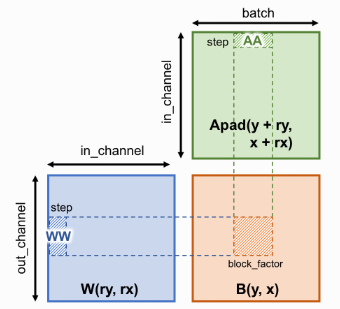 batch
step
AA
in_channel
Apad(y + ry,
x + rx)
in_channel
out_channel
step
WW
W(ry, rx)
block_factor
B(y, x)